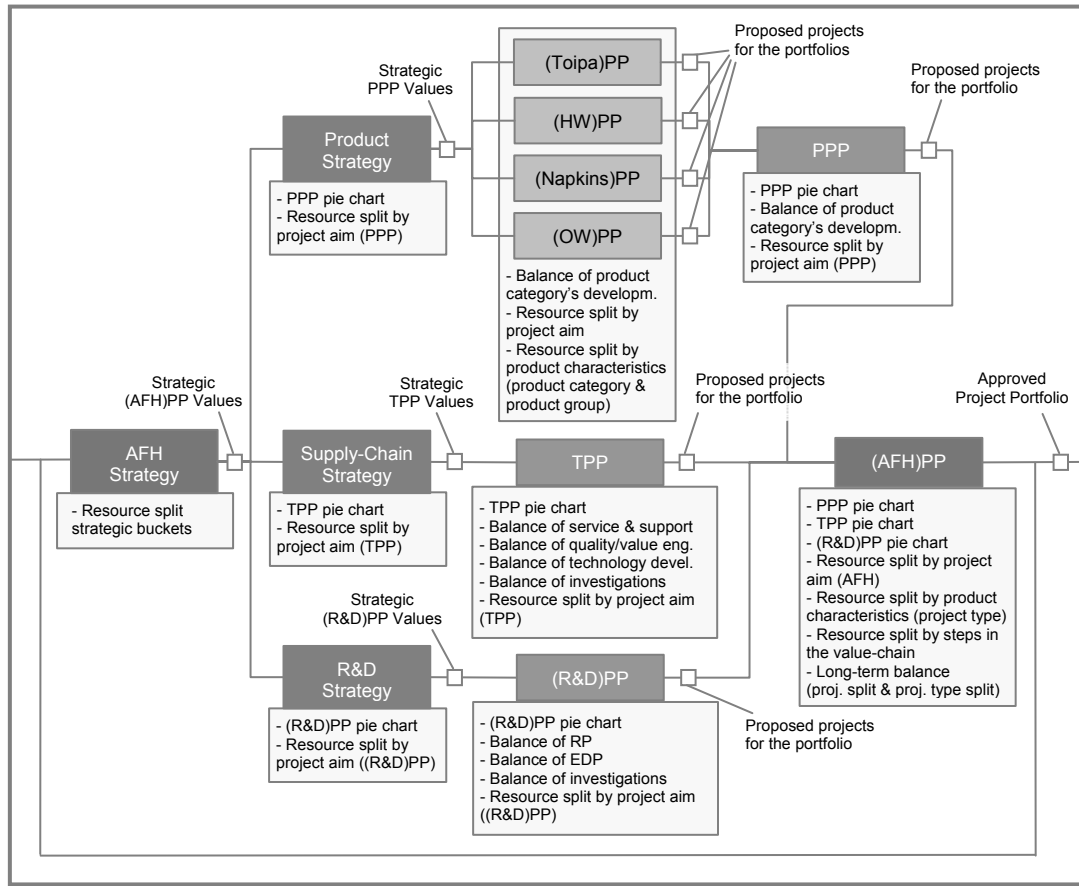 Proposed projects
for the portfolios
Strategic
PPP Values
(Toipa)PP
(HW)PP
(Napkins)PP
(OW)PP
- Balance of product
category's developm.
- Resource split by
project aim
- Resource split by
product characteristics
(product category &
product group)
Proposed projects
for the portfolio
Product
Strategy
- PPP pie chart
- Resource split by
project aim (PPP)
PPP
- PPP pie chart
- Balance of product
category's developm.
- Resource split by
project aim (PPP)
Strategic
(AFH)PP Values
Strategic
TPP Values
Proposed projects
for the portfolio
Approved
Project Portfolio
AFH
Strategy
- Resource split
strategic buckets
Supply-Chain
Strategy
- TPP pie chart
- Resource split by
project aim (TPP)
TPP
- TPP pie chart
- Balance of service & support
- Balance of quality/value eng.
- Balance of technology devel.
- Balance of investigations
- Resource split by project aim
(TPP)
(AFH)PP
- PPP pie chart
- TPP pie chart
- (R&D)PP pie chart
- Resource split by project
aim (AFH)
- Resource split by product
characteristics (project type)
- Resource split by steps in
the value-chain
- Long-term balance
(proj. split & proj. type split)
Strategic
(R&D)PP Values
R&D
Strategy
- (R&D)PP pie chart
- Resource split by
project aim ((R&D)PP)
(R&D)PP
- (R&D)PP pie chart
- Balance of RP
- Balance of EDP
- Balance of investigations
- Resource split by project aim
((R&D)PP)
Proposed projects
for the portfolio